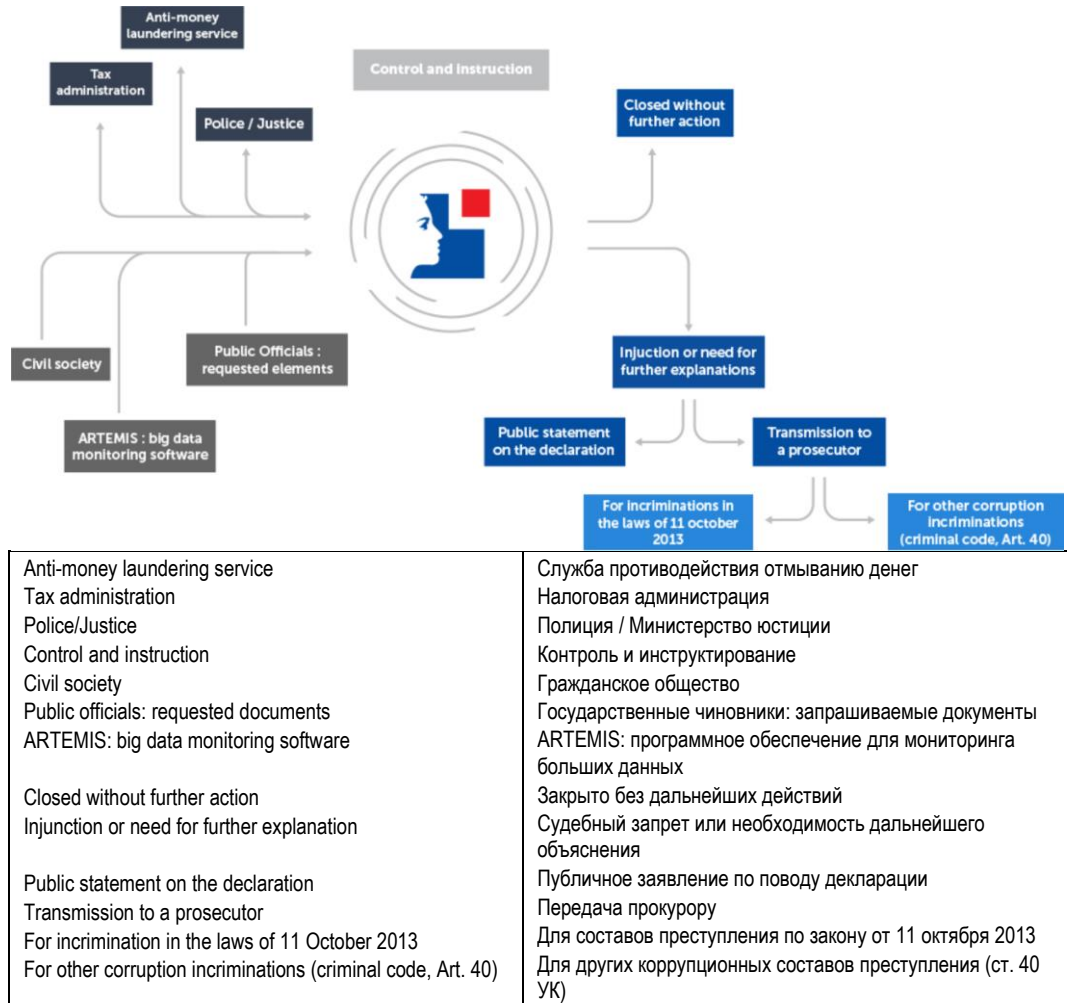 Anti-money
laundering service
Tax
administration
Police / Justice
Control and instruction
Closed without
further action
Civil society
Public Officials :
requested elements
ARTEMIS : big data
monitoring software
Injuction or need for
further explanations
Public statement
on the declaration
Transmission to
a prosecutor
For incriminations in
the laws of 11 october
2013
For other corruption
incriminations
(criminal code, Art. 40)
Anti-money laundering service
Tax administration
Police/Justice
Control and instruction
Civil society
Public officials: requested documents
ARTEMIS: big data monitoring software
Closed without further action
Injunction or need for further explanation
Public statement on the declaration
Transmission to a prosecutor
For incrimination in the laws of 11 October 2013
For other corruption incriminations (criminal code, Art. 40)
Служба противодействия отмыванию денег
Налоговая администрация
Полиция / Министерство юстиции
Контроль и инструктирование
Гражданское общество
Государственные чиновники: запрашиваемые документы
ARTEMIS: программное обеспечение для мониторинга
больших данных
Закрыто без дальнейших действий
Судебный запрет или необходимость дальнейшего
объяснения
Публичное заявление по поводу декларации
Передача прокурору
Для составов преступления по закону от 11 октября 2013
Для других коррупционных составов преступления (ст. 40
УК)